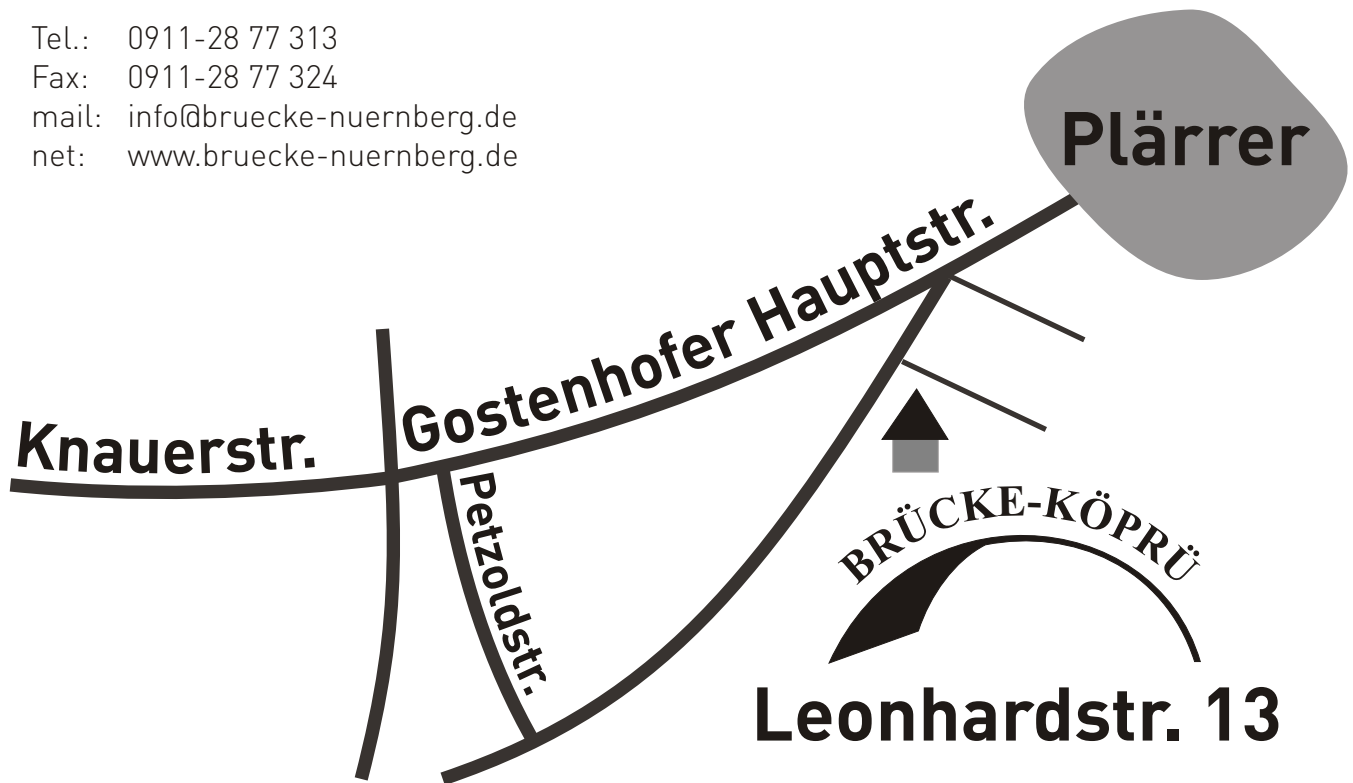 Tel.: 0911-28 77 313
Fax: 0911-28 77 324
mail: info@bruecke-nuernberg.de
net: www.bruecke-nuernberg.de
Plärrer
Gostenhofer Hauptstr.
Knauerstr.
Petzoldstr.
BRÜCKE-KÖPRÜ
Leonhardstr. 13